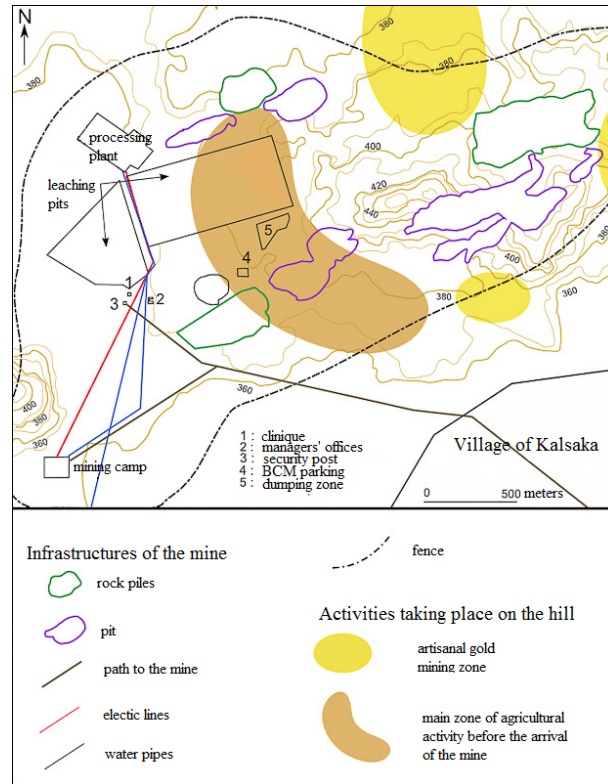 N
380
380
processing
plant
leaching
pits
400
420
440
400
380
360
5
4
1
3
2
360
400
380
360
mining camp
1 : clinique
2 : managers' offices
3 : security post
4 : BCM parking
5 : dumping zone
Village of Kalsaka
0 500 meters
Infrastructures of the mine
rock piles
pit
path to the mine
electic lines
water pipes
fence
Activities taking place on the hill
artisanal gold
mining zone
main zone of agricultural
activity before the arrival
of the mine